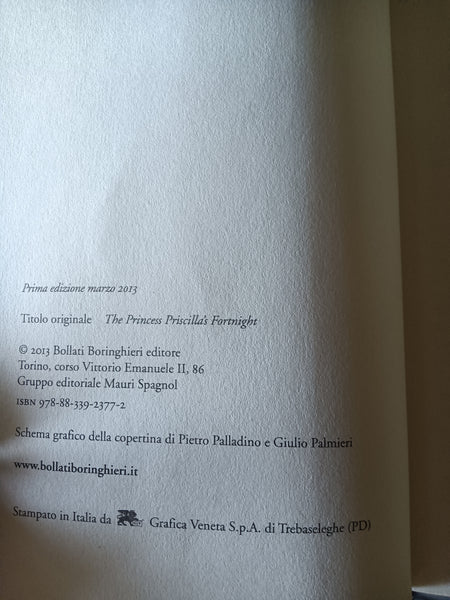 Prima edizione marzo 2013
Titolo originale The Princess Priscilla's Fortnight
© 2013 Bollati Boringhieri editore
Torino, corso Vittorio Emanuele II, 86
Gruppo editoriale Mauri Spagnol
ISBN 978-88-339-2377-2
Schema grafico della copertina di Pietro Palladino e Giulio Palmieri
www.bollatiboringhieri.it
Stampato in Italia da Grafica Veneta S.p.A. di Trebaseleghe (PD)